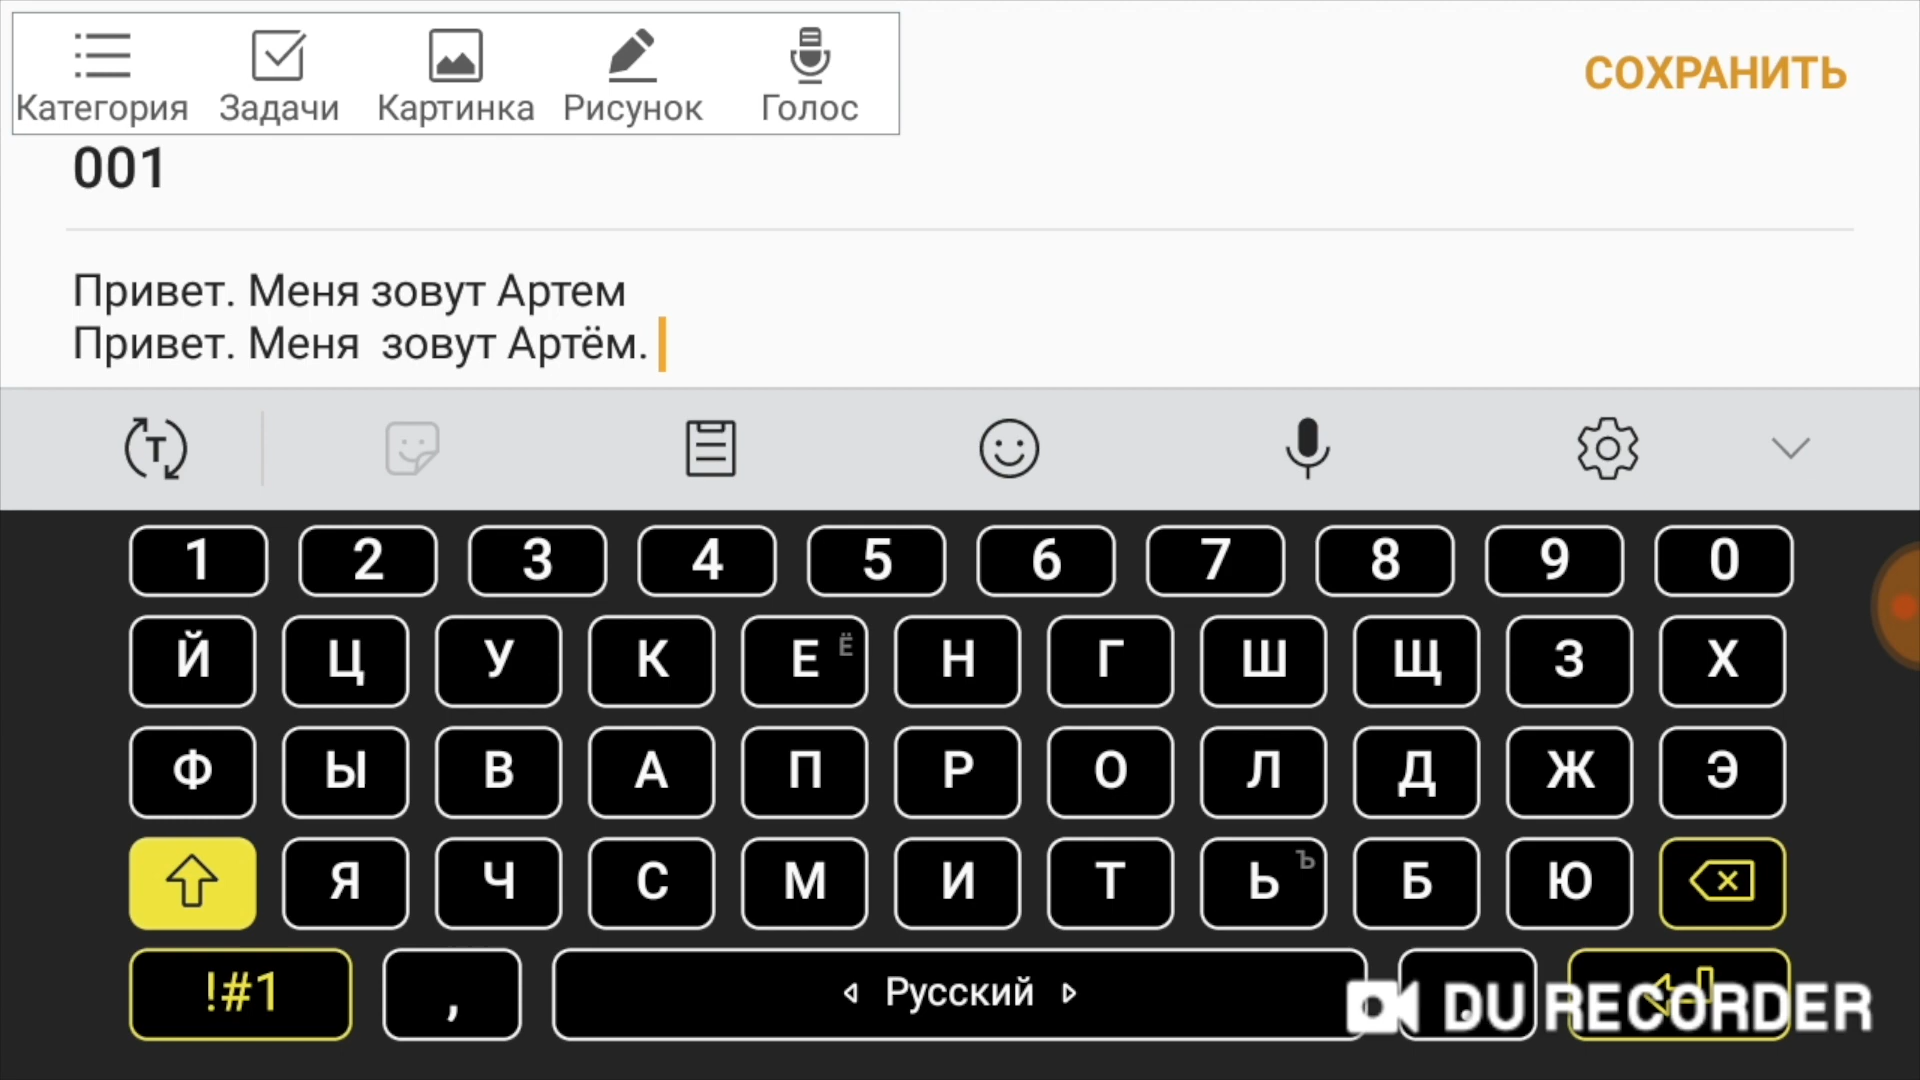 Категория Задачи Картинка Рисунок Голос
СОХРАНИТЬ
001
Привет. Меня зовут Артем
Привет. Меня  зовут Артём.
T
1 2 3 4 5 6 7 8 9 0
Й Ц У К Е Ё Н Г Ш Щ З Х
Ф Ы В А П Р О Л Д Ж Э
Я Ч С М И Т Ь Ъ Б Ю
!#1 , Русский .
DU RECORDER